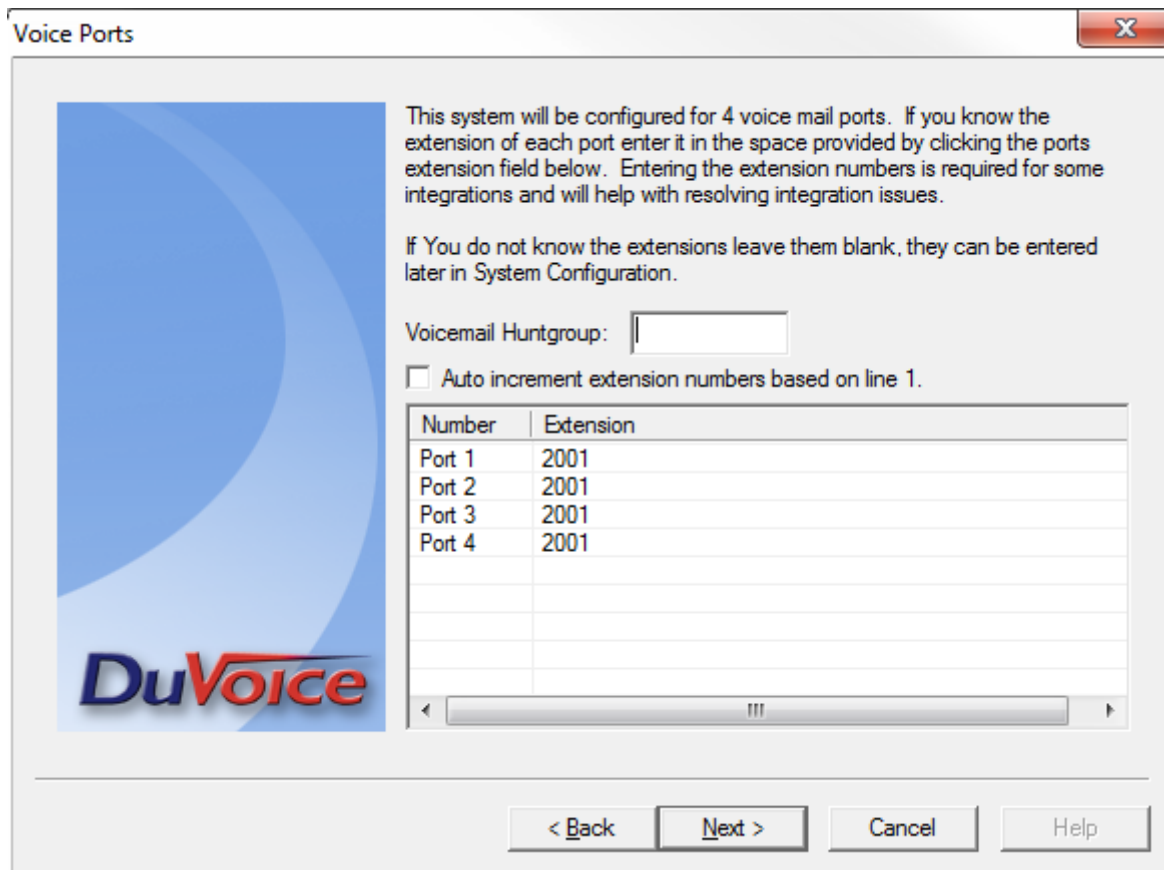 Voice Ports
This system will be configured for 4 voice mail ports. If you know the
extension of each port enter it in the space provided by clicking the ports
extension field below. Entering the extension numbers is required for some
integrations and will help with resolving integration issues.
If You do not know the extensions leave them blank, they can be entered
later in System Configuration.
Voicemail Huntgroup:
Auto increment extension numbers based on line 1.
Number Extension
Port 1 2001
Port 2 2001
Port 3 2001
Port 4 2001
DuVoice
< Back Next > Cancel Help